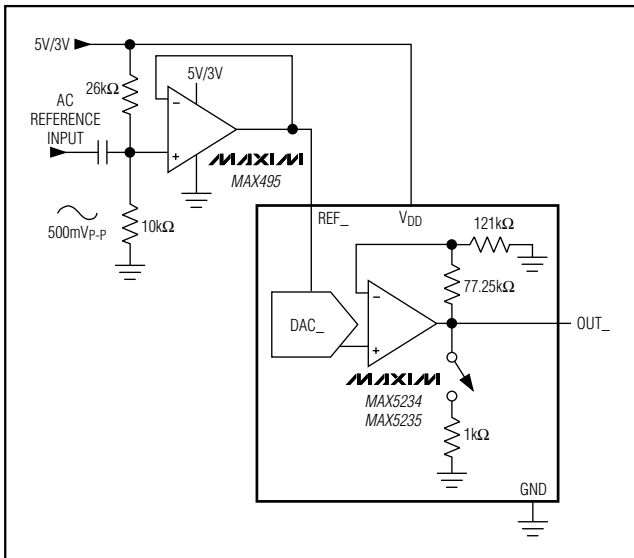 5V/3V
5V/3V
26kΩ
AC
REFERENCE
INPUT
−
+
MAXIM
MAX495
500mVP-P
10kΩ
REF_
VDD
121kΩ
77.25kΩ
DAC_
−
+
OUT_
MAXIM
MAX5234
MAX5235
1kΩ
GND